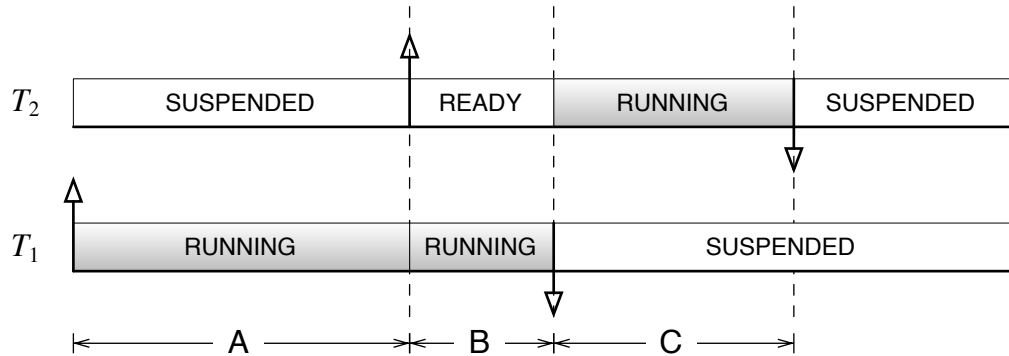 T2 SUSPENDED READY RUNNING SUSPENDED
T1 RUNNING RUNNING SUSPENDED
A B C